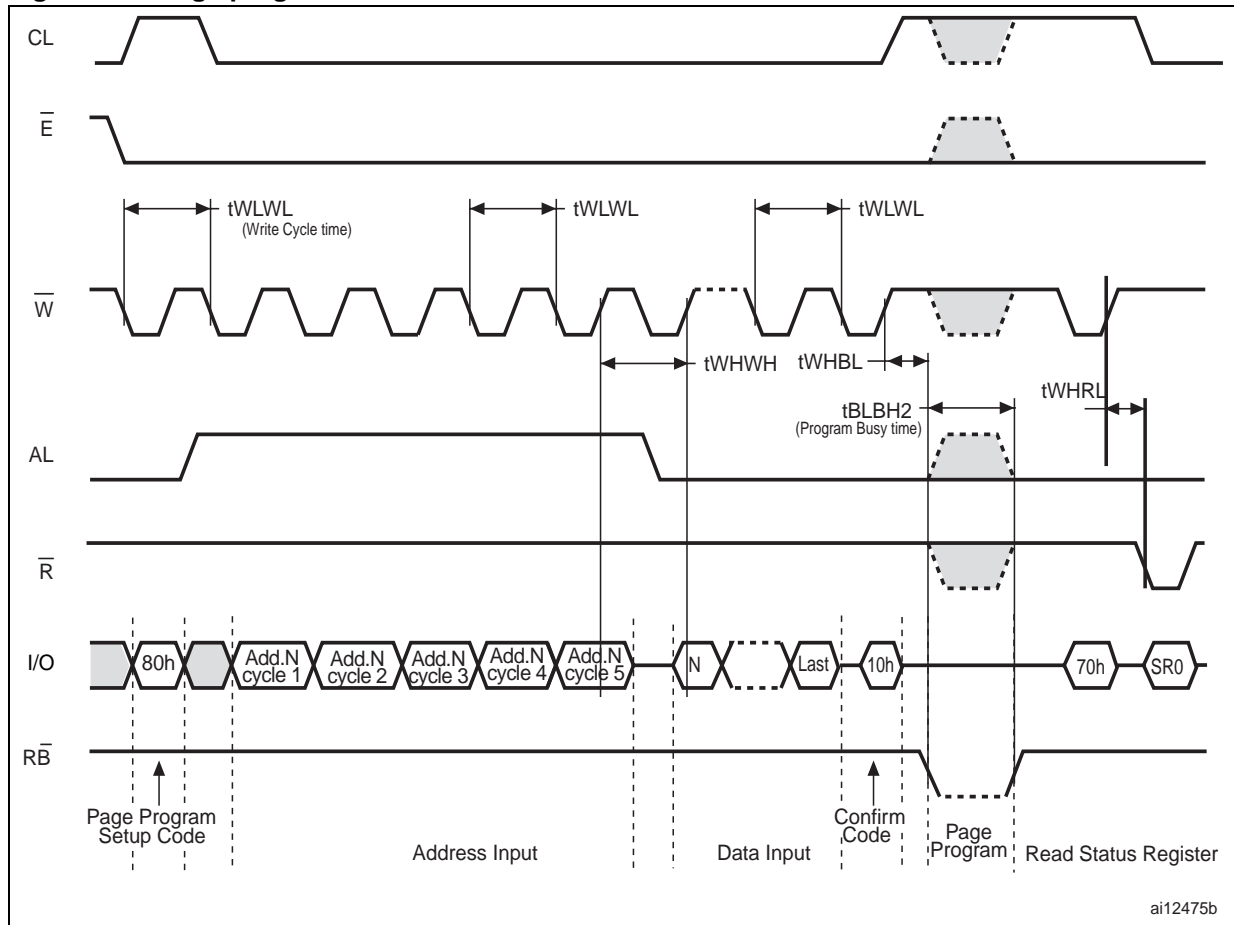 CL
E
tWLWL
tWLWL
tWLWL
(Write Cycle time)
W
tWHWH
tWHBL
tWHRL
tBLBH2
(Program Busy time)
AL
R
I/O
80h
Add.N
cycle 1
Add.N
cycle 2
Add.N
cycle 3
Add.N
cycle 4
Add.N
cycle 5
N
Last
10h
70h
SR0
RB
Page Program
Setup Code
Address Input
Data Input
Confirm
Code
Page
Program
Read Status Register
ai12475b